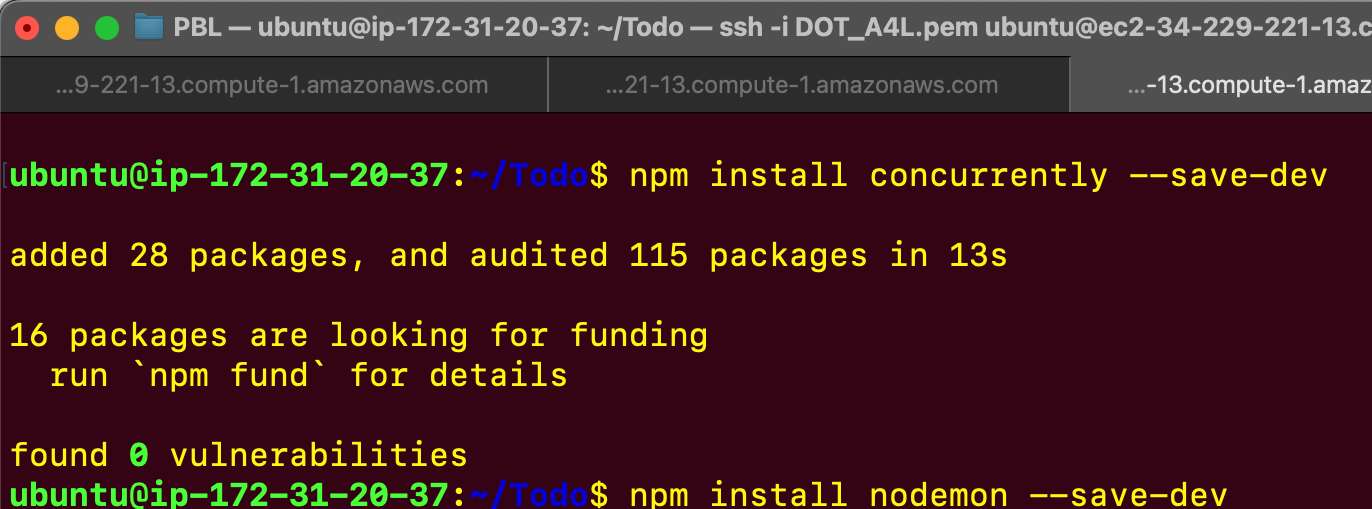 PBL — ubuntu@ip-172-31-20-37: ~/Todo — ssh -i DOT_A4L.pem ubuntu@ec2-34-229-221-13.c
...9-221-13.compute-1.amazonaws.com
...21-13.compute-1.amazonaws.com
...-13.compute-1.amaz
ubuntu@ip-172-31-20-37:~/Todo$ npm install concurrently --save-dev
added 28 packages, and audited 115 packages in 13s
16 packages are looking for funding
run `npm fund` for details
found 0 vulnerabilities
ubuntu@ip-172-31-20-37:~/Todo$ npm install nodemon --save-dev